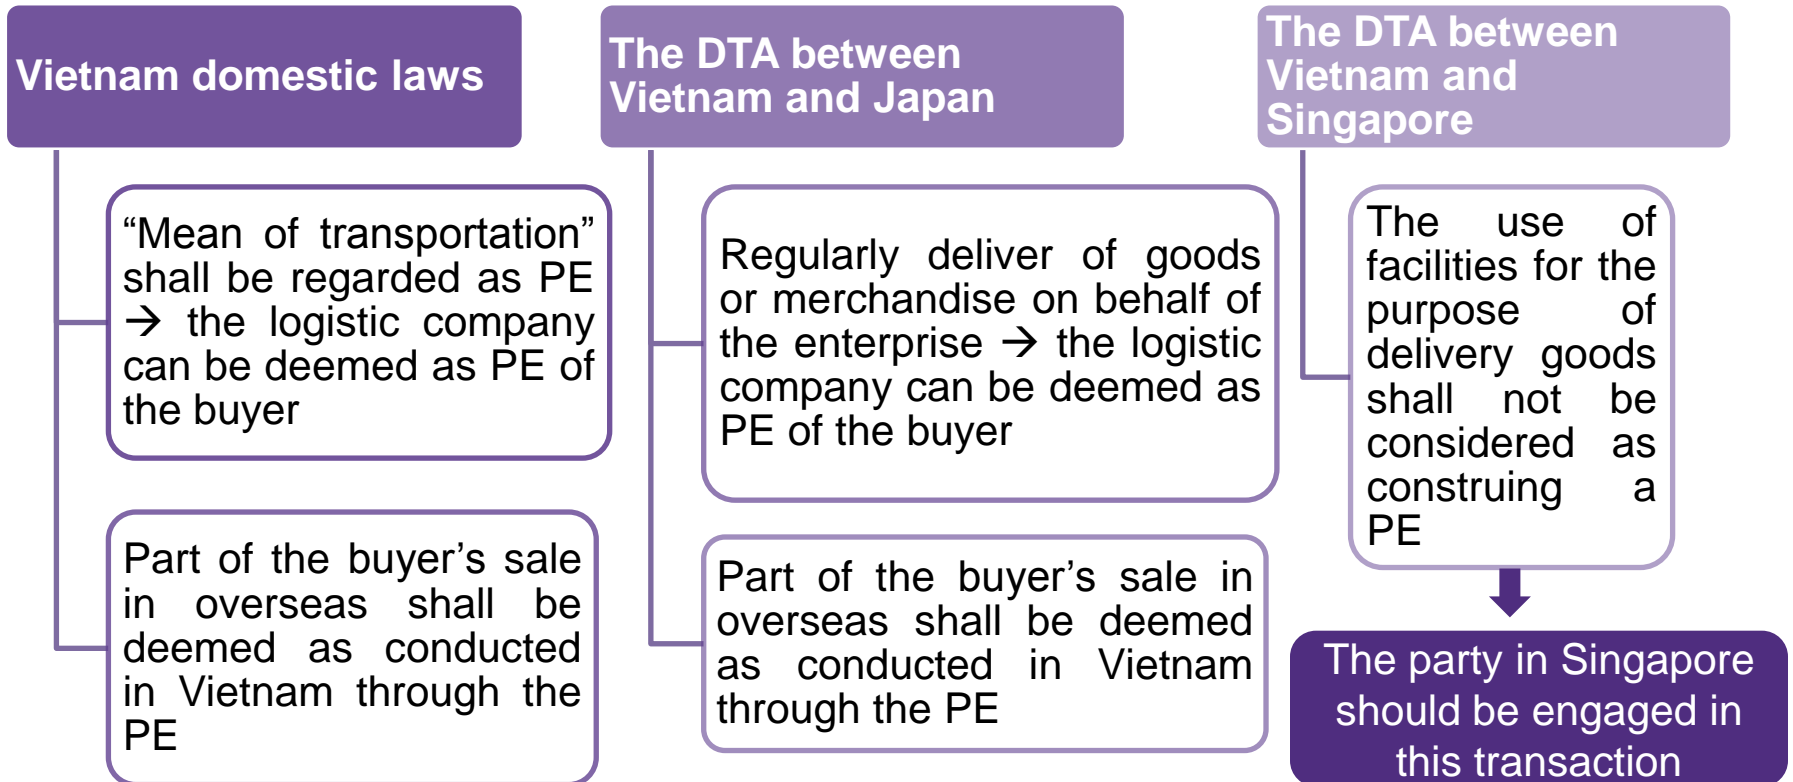 Vietnam domestic laws
“Mean of transportation”
shall be regarded as PE
→ the logistic company
can be deemed as PE of
the buyer
Part of the buyer’s sale
in overseas shall be
deemed as conducted
in Vietnam through the
PE
The DTA between
Vietnam and Japan
Regularly deliver of goods
or merchandise on behalf of
the enterprise → the logistic
company can be deemed as
PE of the buyer
Part of the buyer’s sale in
overseas shall be deemed
as conducted in Vietnam
through the PE
The DTA between
Vietnam and
Singapore
The use of
facilities for the
purpose of
delivery goods
shall not be
considered as
construing a
PE
The party in Singapore
should be engaged in
this transaction